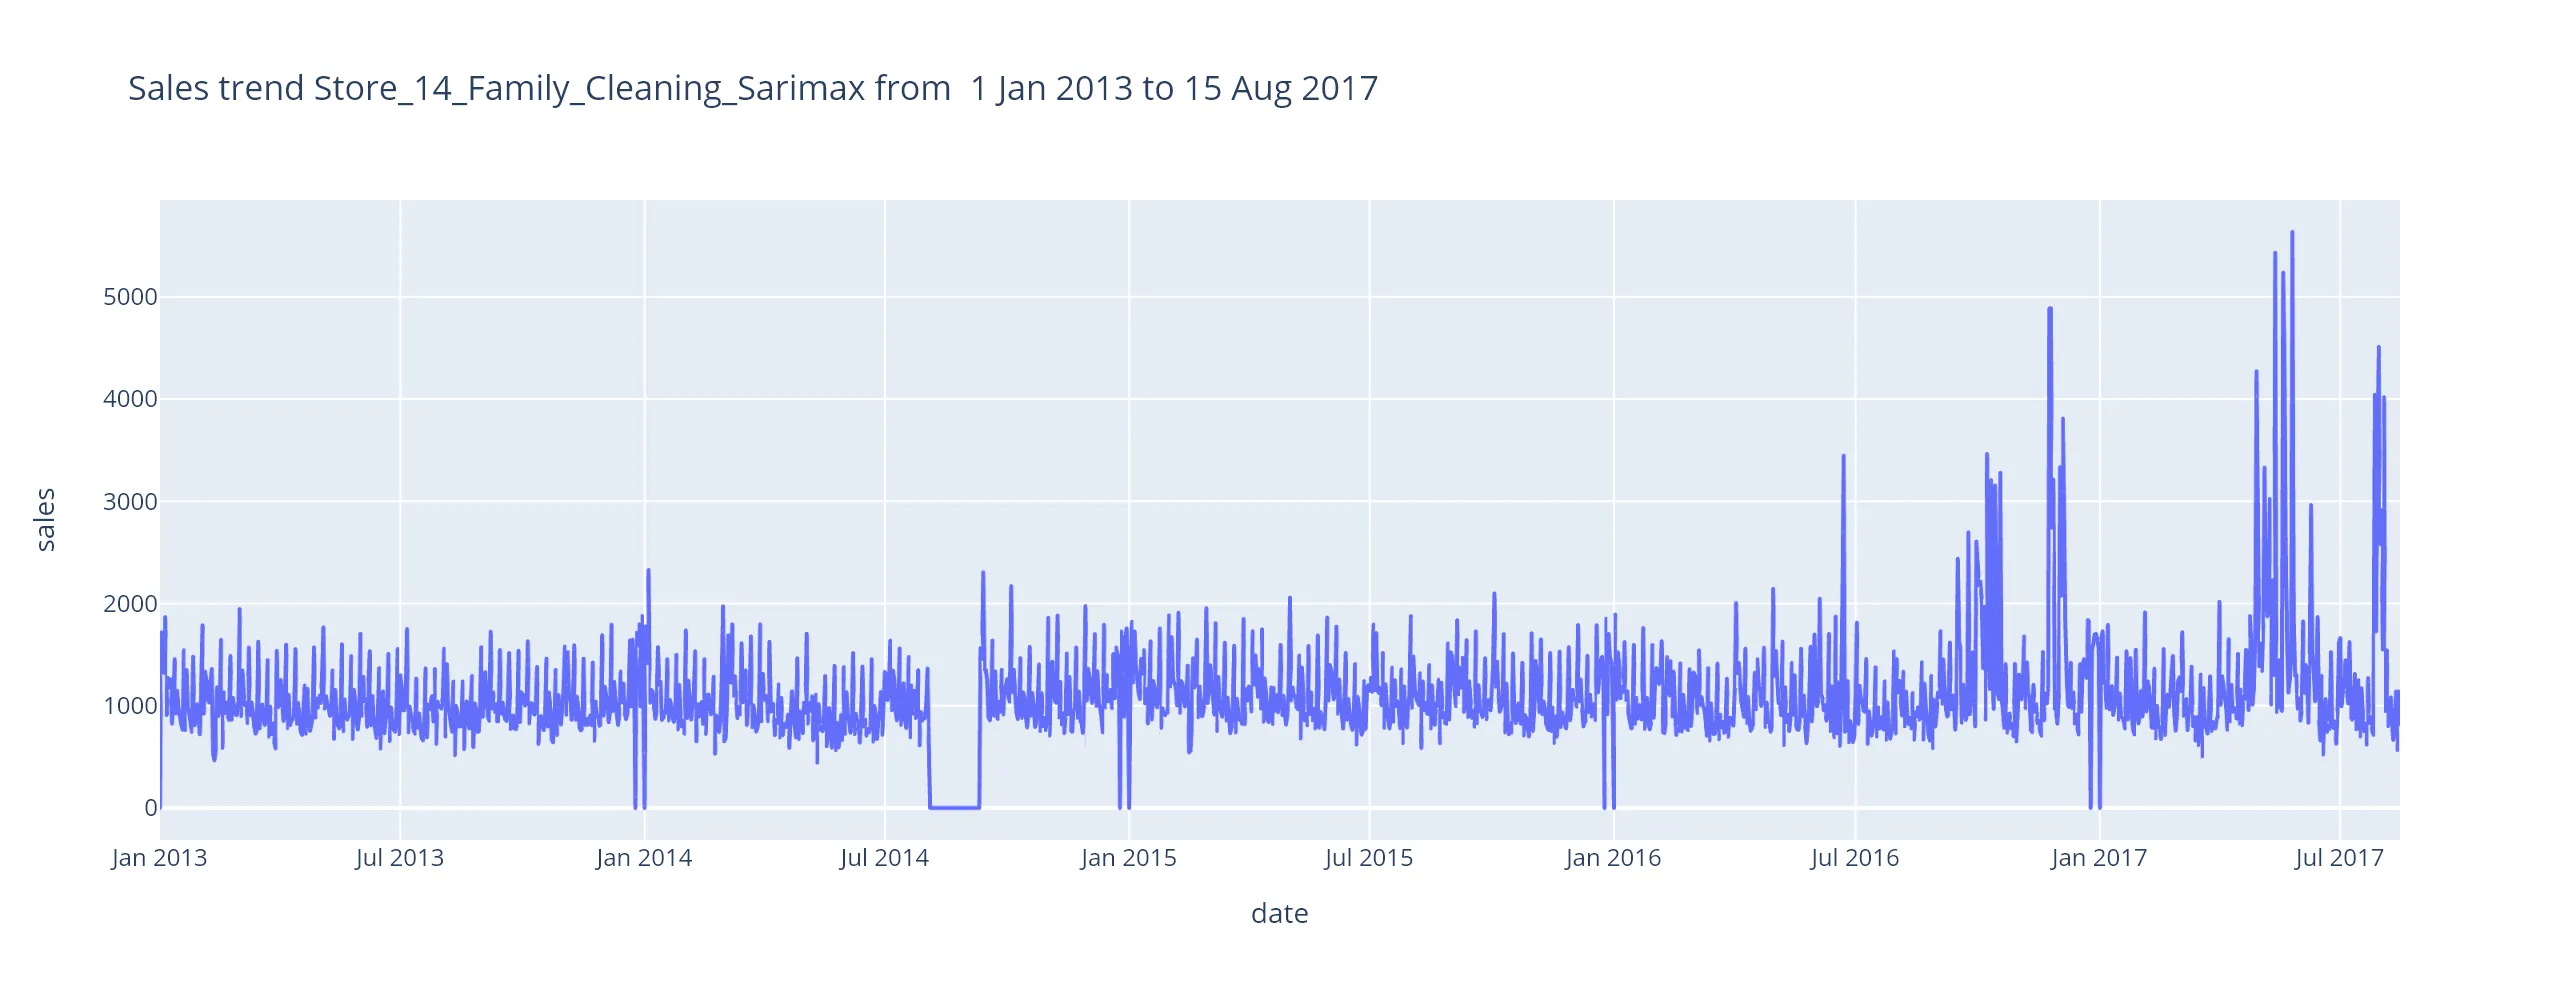 Sales trend Store_14_Family_Cleaning_Sarimax from  1 Jan 2013 to 15 Aug 2017
5000
4000
3000
2000
1000
0
sales
Jan 2013 Jul 2013 Jan 2014 Jul 2014 Jan 2015 Jul 2015 Jan 2016 Jul 2016 Jan 2017 Jul 2017
date